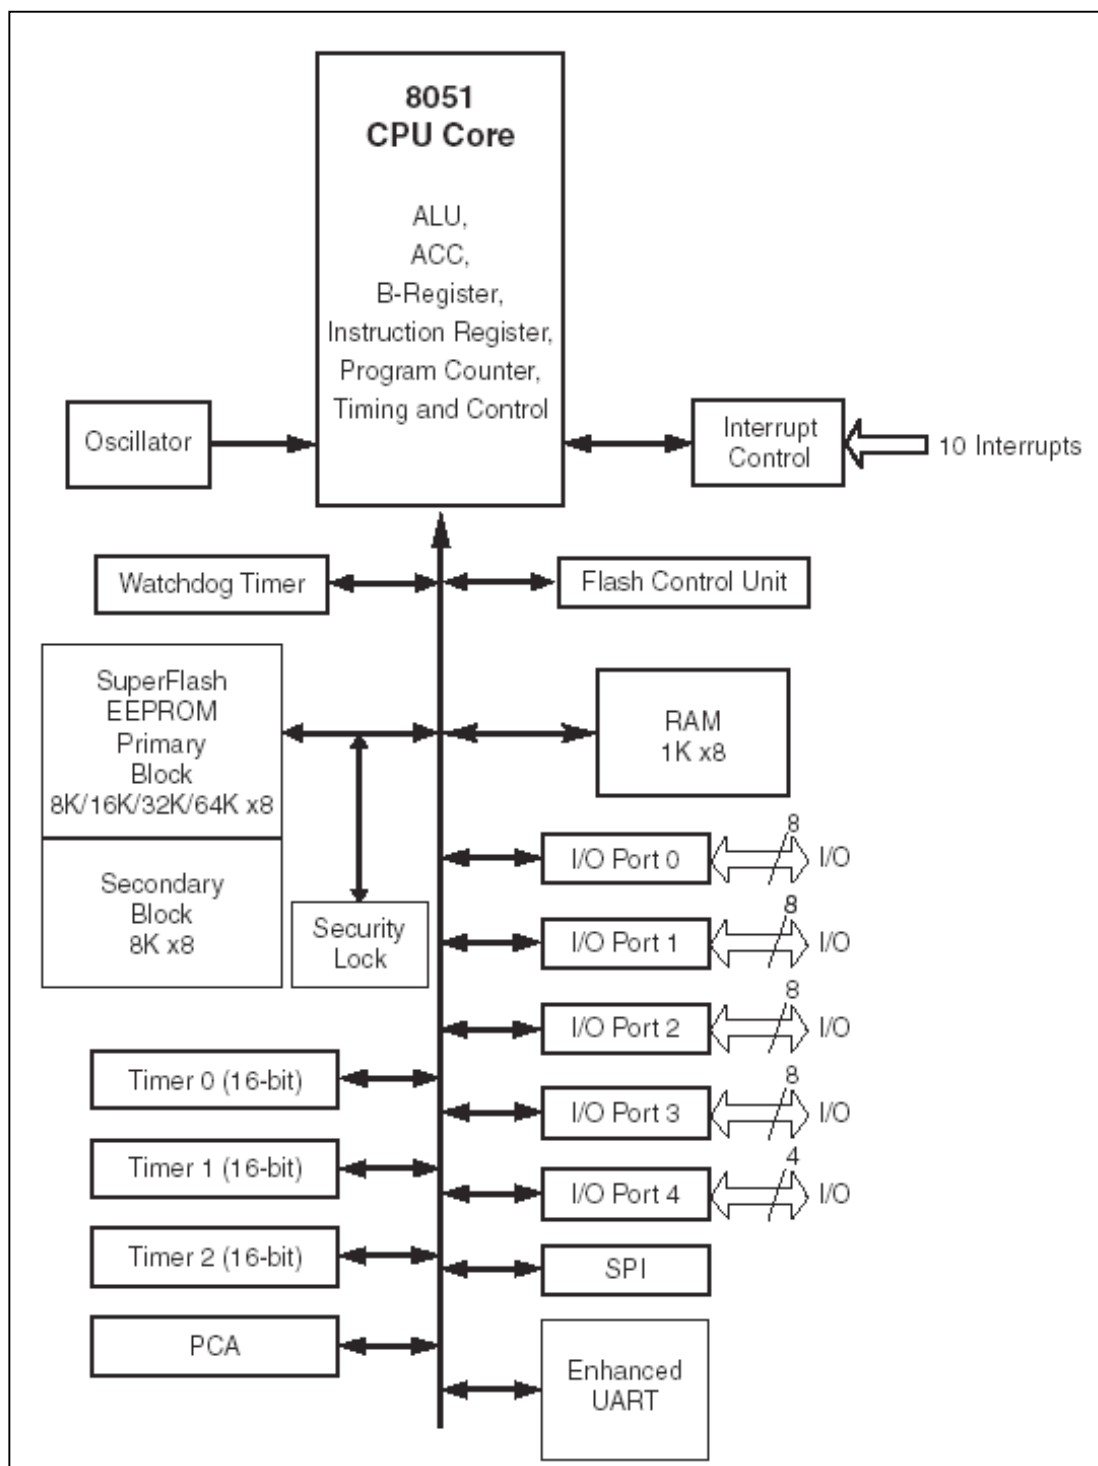 8051
CPU Core
ALU,
ACC,
B-Register,
Instruction Register,
Program Counter,
Timing and Control
Oscillator
Interrupt
Control
10 Interrupts
Watchdog Timer
Flash Control Unit
SuperFlash
EEPROM
Primary
Block
8K/16K/32K/64K x8
RAM
1K x8
Secondary
Block
8K x8
Security
Lock
I/O Port 0
8
I/O
I/O Port 1
8
I/O
I/O Port 2
8
I/O
I/O Port 3
8
I/O
I/O Port 4
4
I/O
Timer 0 (16-bit)
Timer 1 (16-bit)
Timer 2 (16-bit)
SPI
PCA
Enhanced
UART